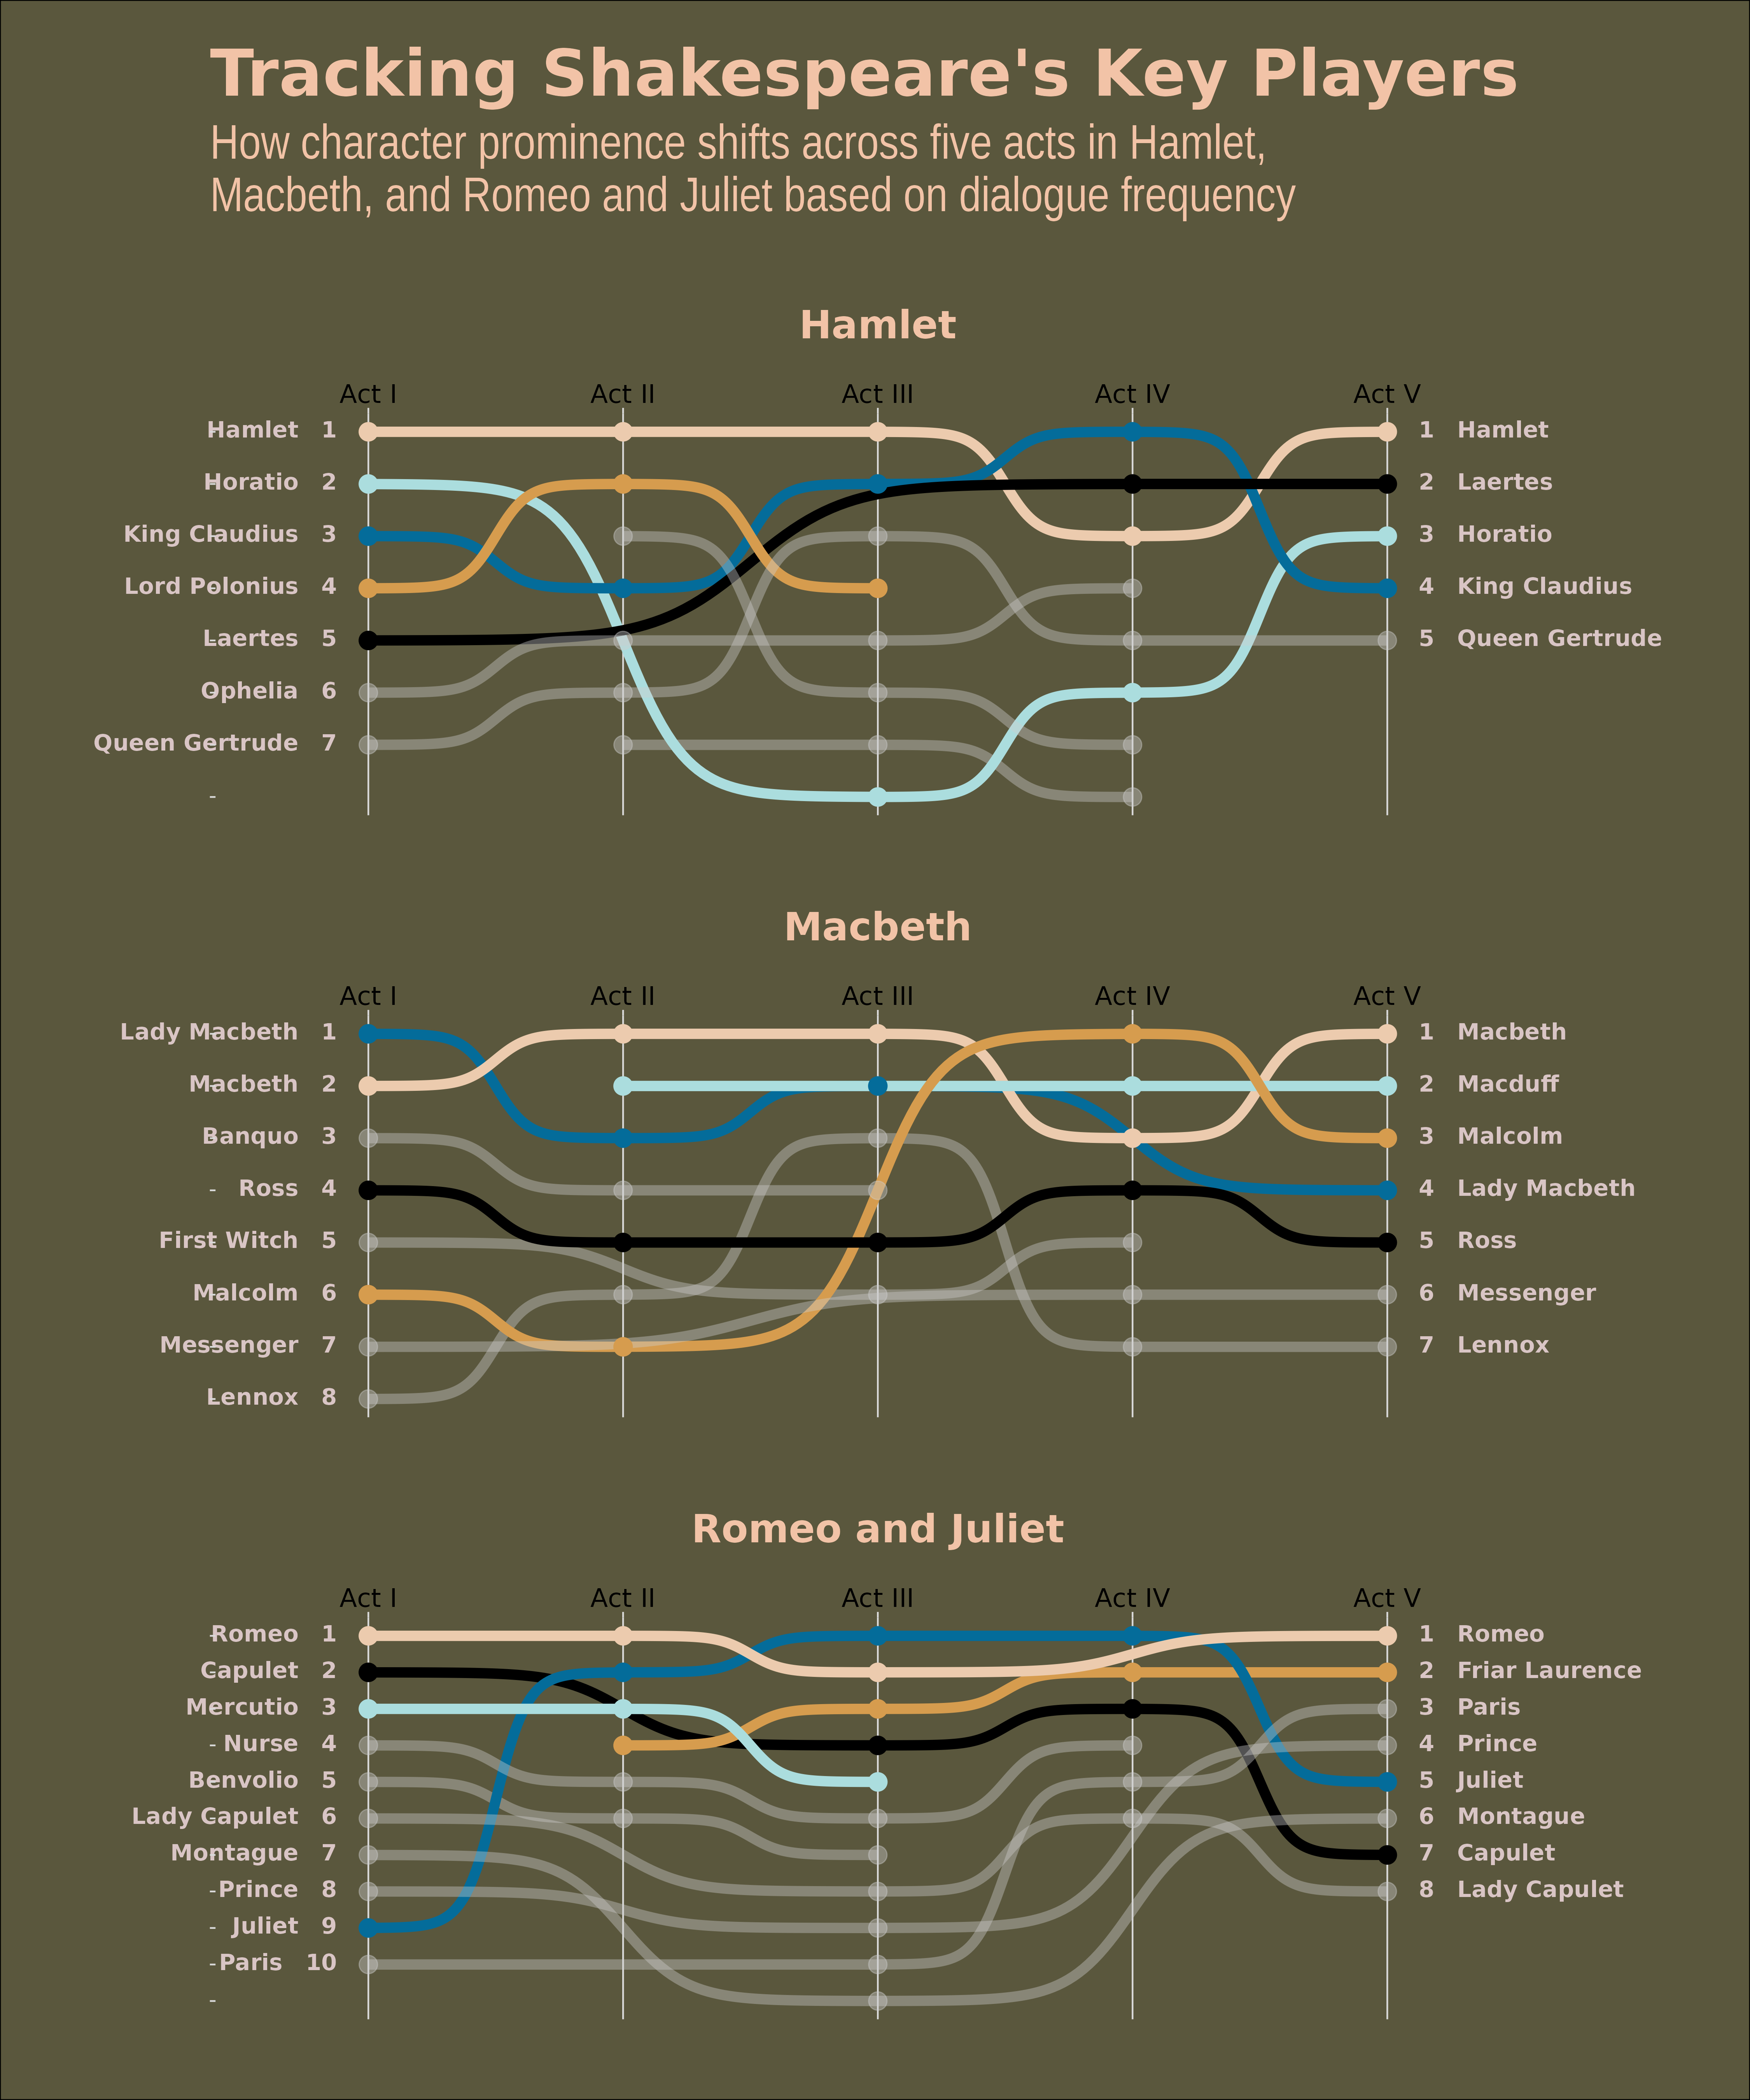 Tracking Shakespeare's Key Players
How character prominence shifts across five acts in Hamlet,
Macbeth, and Romeo and Juliet based on dialogue frequency
Hamlet
Act I Act II Act III Act IV Act V
Hamlet 1 1 Hamlet
Horatio 2 2 Laertes
King Claudius 3 3 Horatio
Lord Polonius 4 4 King Claudius
Laertes 5 5 Queen Gertrude
Ophelia 6
Queen Gertrude 7
Macbeth
Act I Act II Act III Act IV Act V
Lady Macbeth 1 1 Macbeth
Macbeth 2 2 Macduff
Banquo 3 3 Malcolm
Ross 4 4 Lady Macbeth
First Witch 5 5 Ross
Malcolm 6 6 Messenger
Messenger 7 7 Lennox
Lennox 8
Romeo and Juliet
Act I Act II Act III Act IV Act V
Romeo 1 1 Romeo
Capulet 2 2 Friar Laurence
Mercutio 3 3 Paris
Nurse 4 4 Prince
Benvolio 5 5 Juliet
Lady Capulet 6 6 Montague
Montague 7 7 Capulet
Prince 8 8 Lady Capulet
Juliet 9
Paris 10